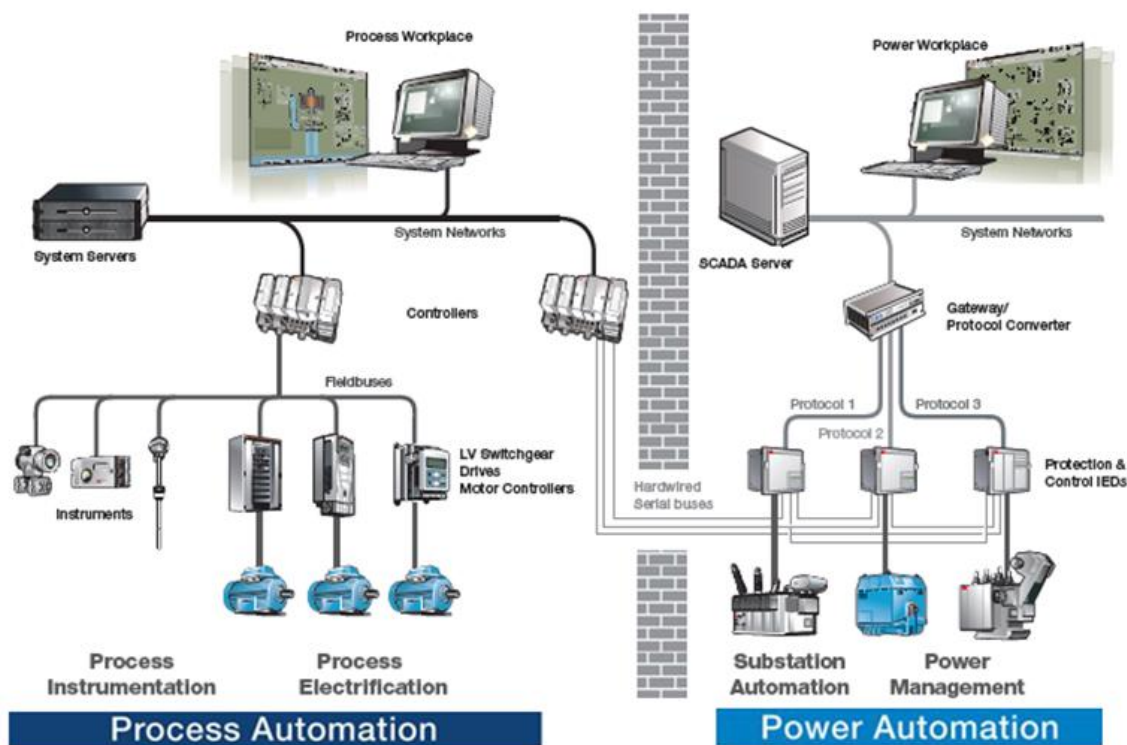 Process Workplace
Power Workplace
System Servers
System Networks
SCADA Server
System Networks
Controllers
Gateway/
Protocol Converter
Fieldbuses
Protocol 1
Protocol 3
Protocol 2
LV Switchgear
Drives
Motor Controllers
Instruments
Hardwired
Serial buses
Protection &
Control IEDs
Process
Instrumentation
Process
Electrification
Substation
Automation
Power
Management
Process Automation
Power Automation